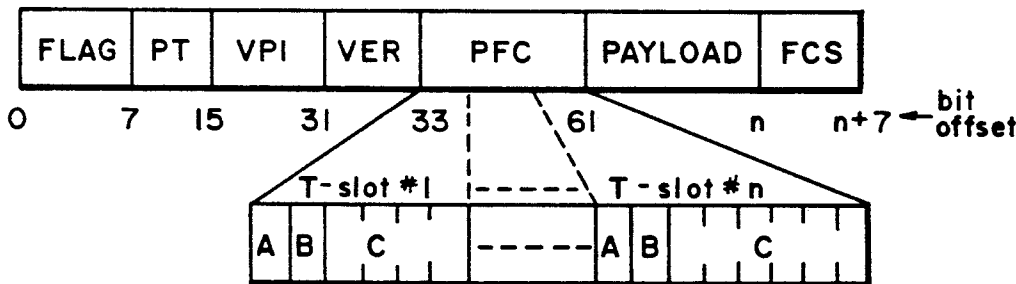 FLAG PT VPI VER PFC PAYLOAD FCS
0 7 15 31 33 61 n n+7 bit offset
T-slot #1 T-slot #n
A B C A B C